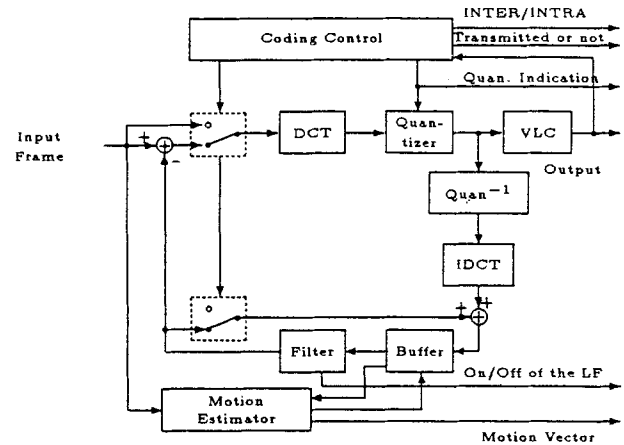 INTER/INTRA
Coding Control
Transmitted or not
Quan. Indication
Input
Frame
+
-
DCT
Quan-
tizer
VLC
Output
Quan⁻¹
IDCT
+
+
Filter
Buffer
On/Off of the LF
Motion
Estimator
Motion Vector